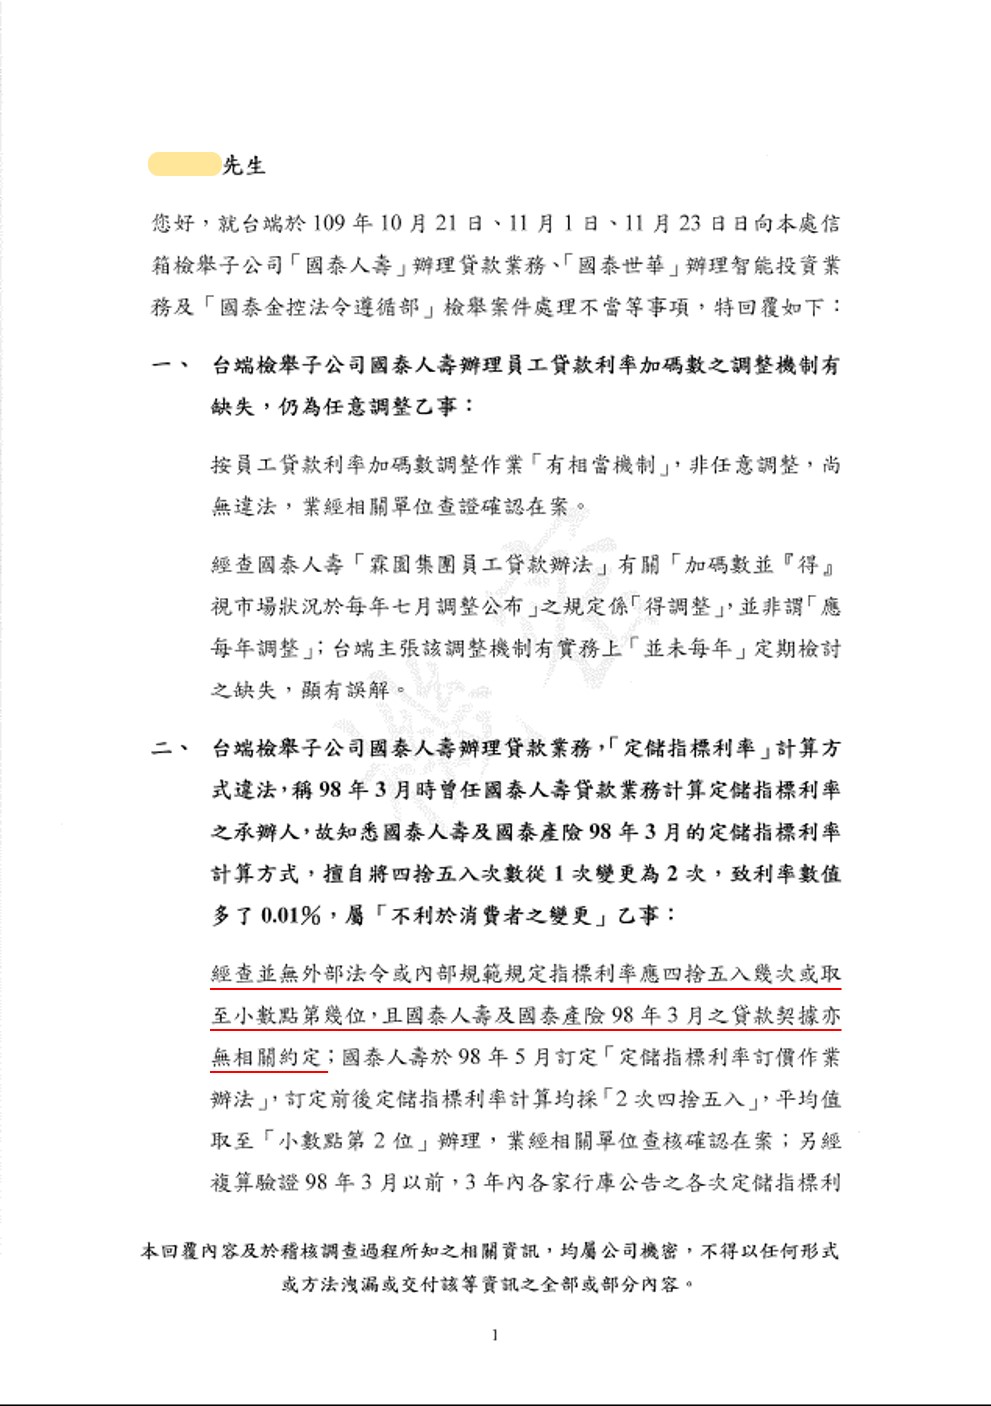 先生
您好，就台端於 109 年 10 月 21 日、11 月 1 日、11 月 23 日日向本處信
箱檢舉子公司「國泰人壽」辦理貸款業務、「國泰世華」辦理智能投資業
務及「國泰金控法令遵循部」檢舉案件處理不當等事項，特回覆如下：
一、 台端檢舉子公司國泰人壽辦理員工貸款利率加碼數之調整機制有
缺失，仍為任意調整乙事：
按員工貸款利率加碼數調整作業「有相當機制」，非任意調整，尚
無違法，業經相關單位查證確認在案。
經查國泰人壽「霖園集團員工貸款辦法」有關「加碼數並『得』
視市場狀況於每年七月調整公布」之規定係「得調整」，並非謂「應
每年調整」；台端主張該調整機制有實務上「並未每年」定期檢討
之缺失，顯有誤解。
二、 台端檢舉子公司國泰人壽辦理貸款業務，「定儲指標利率」計算方
式違法，稱 98 年 3 月時曾任國泰人壽貸款業務計算定儲指標利率
之承辦人，故知悉國泰人壽及國泰產險 98 年 3 月的定儲指標利率
計算方式，擅自將四捨五入次數從 1 次變更為 2 次，致利率數值
多了 0.01%，屬「不利於消費者之變更」乙事：
經查並無外部法令或內部規範規定指標利率應四捨五入幾次或取
至小數點第幾位，且國泰人壽及國泰產險 98 年 3 月之貸款契據亦
無相關約定；國泰人壽於 98 年 5 月訂定「定儲指標利率訂價作業
辦法」，訂定前後定儲指標利率計算均採「2 次四捨五入」，平均值
取至「小數點第 2 位」辦理，業經相關單位查核確認在案；另經
複算驗證 98 年 3 月以前，3 年內各家行庫公告之各次定儲指標利
本回覆內容及於稽核調查過程所知之相關資訊，均屬公司機密，不得以任何形式
或方法洩漏或交付該等資訊之全部或部分內容。
1